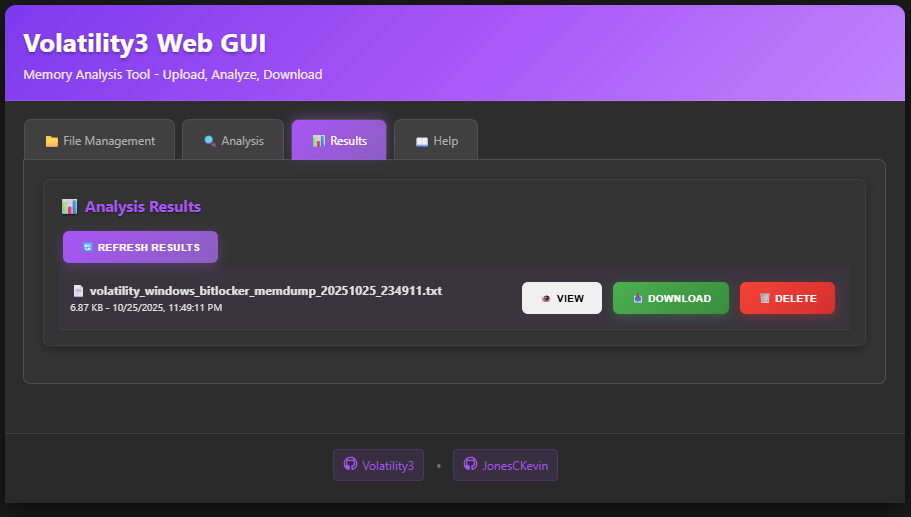 Volatility3 Web GUI
Memory Analysis Tool - Upload, Analyze, Download
File Management
Analysis
Results
Help
Analysis Results
REFRESH RESULTS
volatility_windows_bitlocker_memdump_20251025_234911.txt
6.87 KB - 10/25/2025, 11:49:11 PM
VIEW
DOWNLOAD
DELETE
Volatility3 • JonesCKevin